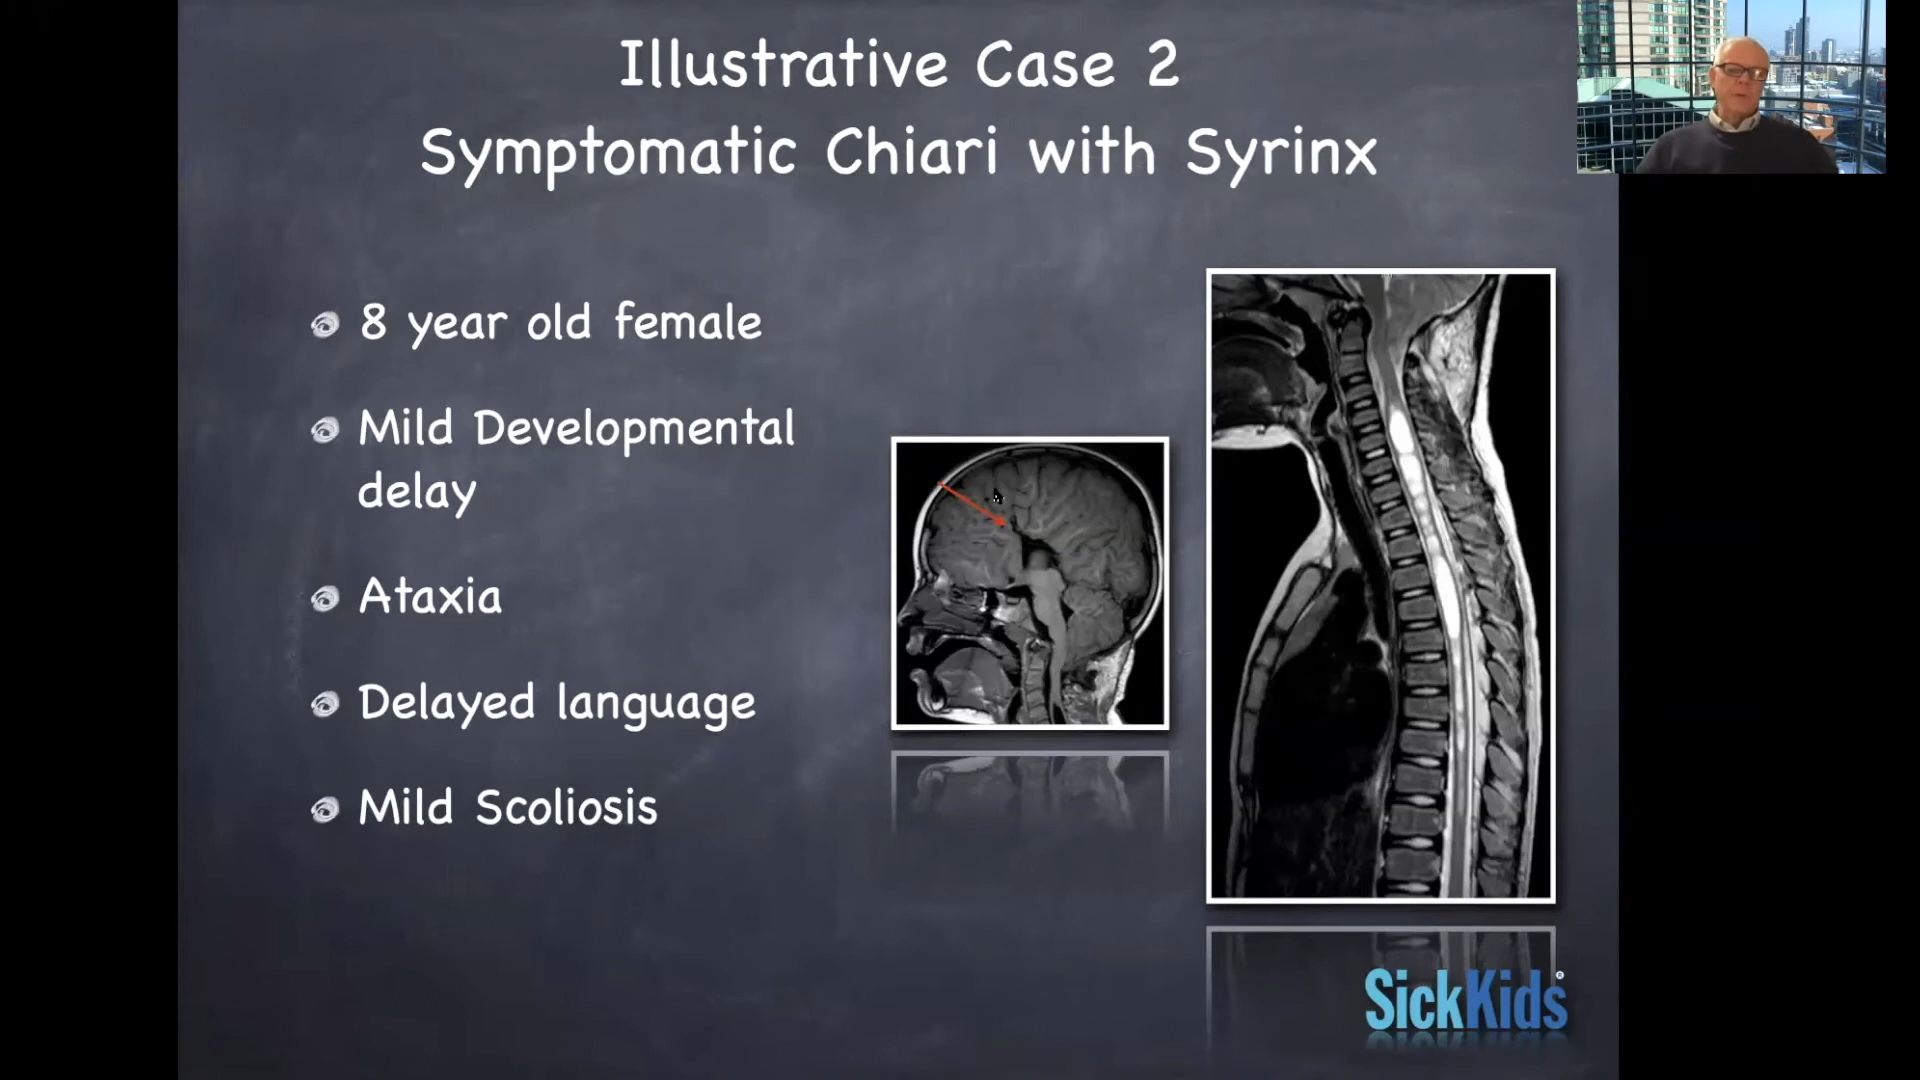 Illustrative Case 2
Symptomatic Chiari with Syrinx
8 year old female
Mild Developmental
delay
Ataxia
Delayed language
Mild Scoliosis
SickKids®